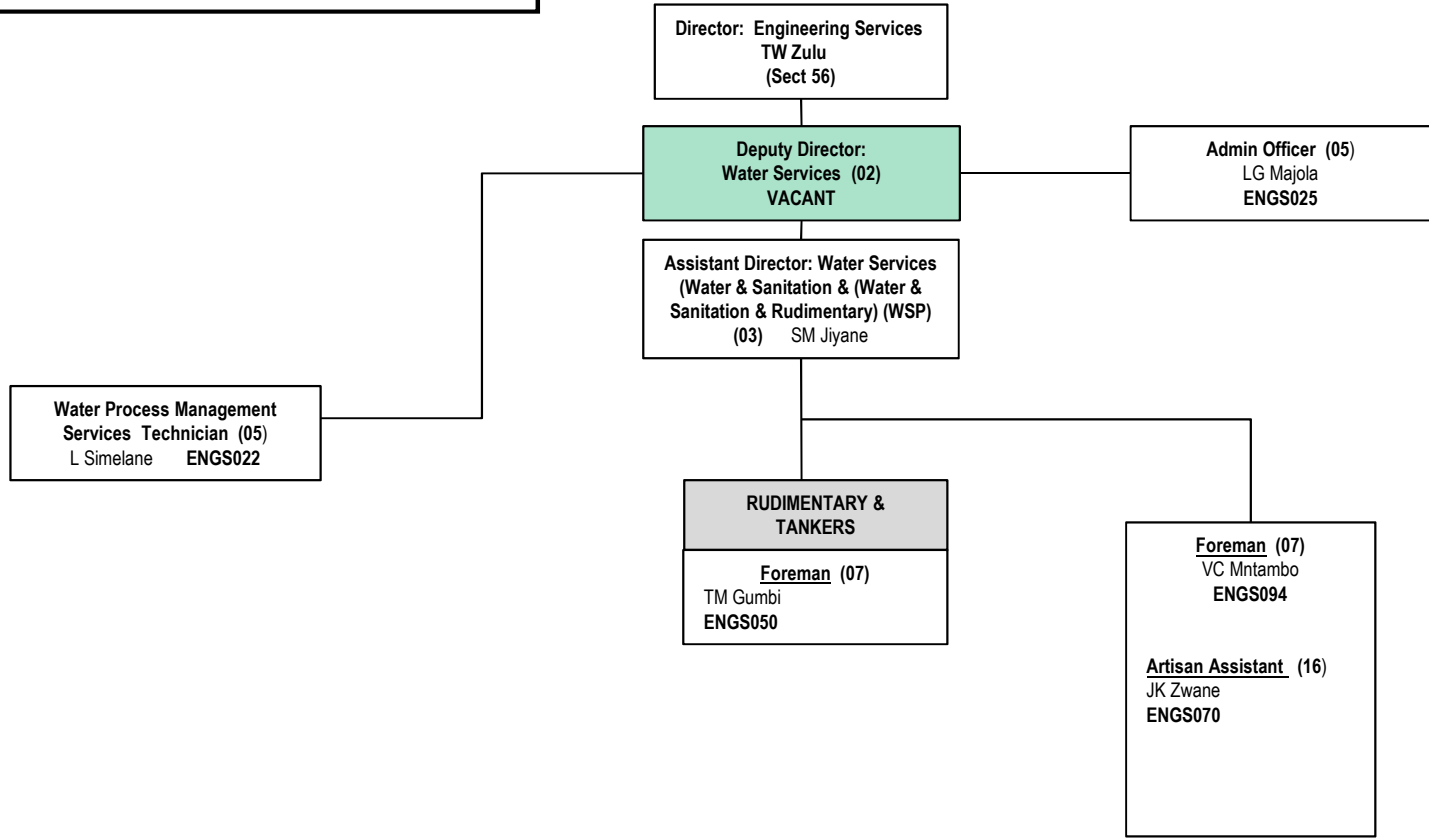 Director: Engineering Services
TW Zulu
(Sect 56)
Deputy Director:
Water Services (02)
VACANT
Admin Officer (05)
LG Majola
ENGS025
Assistant Director: Water Services
(Water & Sanitation & (Water &
Sanitation & Rudimentary) (WSP)
(03) SM Jiyane
Water Process Management
Services Technician (05)
L Simelane ENGS022
RUDIMENTARY &
TANKERS
Foreman (07)
TM Gumbi
ENGS050
Foreman (07)
VC Mntambo
ENGS094
Artisan Assistant (16)
JK Zwane
ENGS070